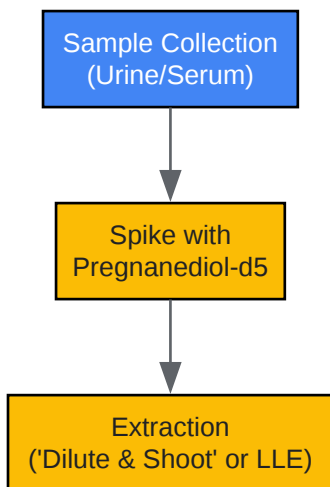 Sample Collection
(Urine/Serum)
Spike with
Pregnanediol-d5
Extraction
('Dilute & Shoot' or LLE)